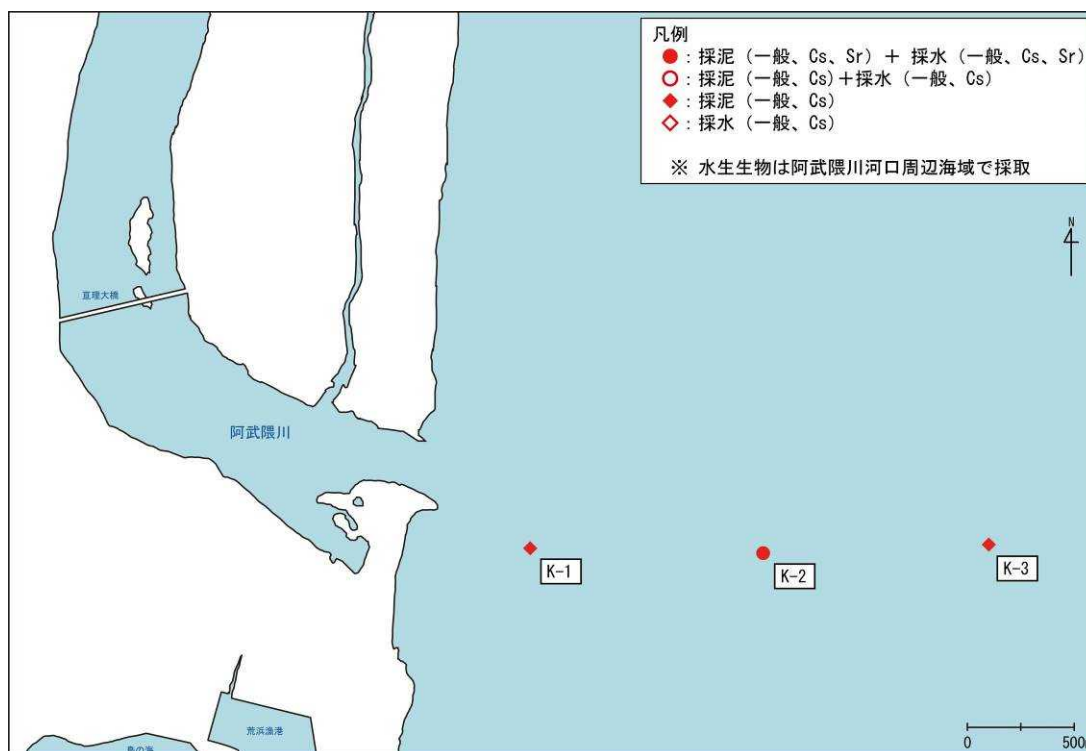 凡例
● : 採泥 (一般、Cs、Sr) + 採水 (一般、Cs、Sr)
○ : 採泥 (一般、Cs)+採水 (一般、Cs)
◆ : 採泥 (一般、Cs)
◇ : 採水 (一般、Cs)
※ 水生生物は阿武隈川河口周辺海域で採取
N
亘理大橋
阿武隈川
K-1
K-2
K-3
荒浜漁港
鳥の海
0
500